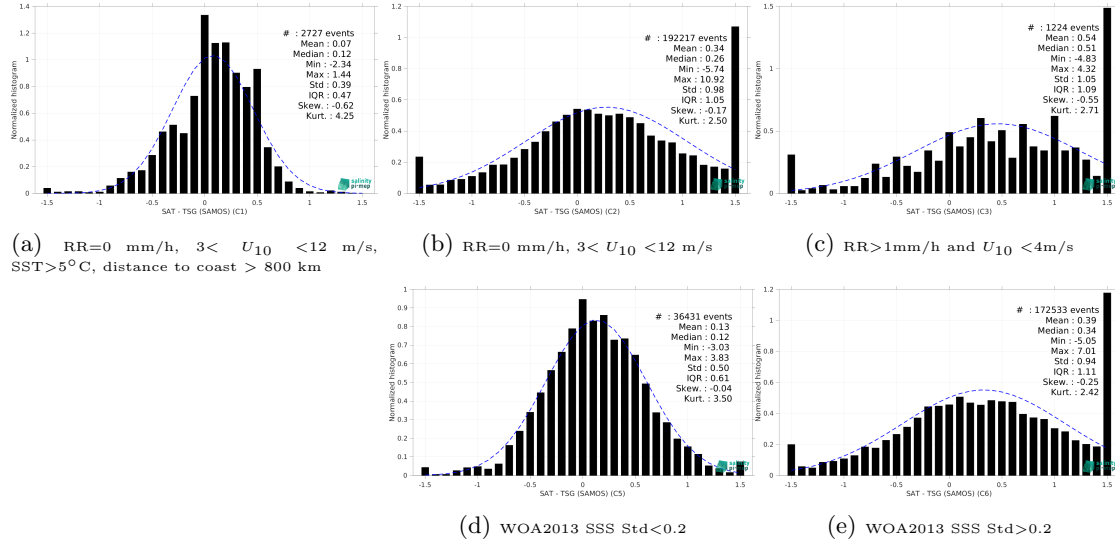 1.4
1.2
1
0.8
0.6
0.4
0.2
0
Normalized histogram
# : 2727 events
Mean : 0.07
Median : 0.12
Min : -2.34
Max : 1.44
Std : 0.39
IQR : 0.47
Skew. : -0.62
Kurt. : 4.25
salinity
pi-mep
-1.5 -1 -0.5 0 0.5 1 1.5
SAT - TSG (SAMOS) (C1)
(a) RR=0 mm/h, 3< U10 <12 m/s,
SST>5°C, distance to coast > 800 km
1.2
1
0.8
0.6
0.4
0.2
0
Normalized histogram
# : 192217 events
Mean : 0.34
Median : 0.26
Min : -5.74
Max : 10.92
Std : 0.98
IQR : 1.05
Skew. : -0.17
Kurt. : 2.50
salinity
pi-mep
-1.5 -1 -0.5 0 0.5 1 1.5
SAT - TSG (SAMOS) (C2)
(b) RR=0 mm/h, 3< U10 <12 m/s
1.5
1
0.5
0
Normalized histogram
# : 1224 events
Mean : 0.54
Median : 0.51
Min : -4.83
Max : 4.32
Std : 1.05
IQR : 1.09
Skew. : -0.55
Kurt. : 2.71
salinity
pi-mep
-1.5 -1 -0.5 0 0.5 1 1.5
SAT - TSG (SAMOS) (C3)
(c) RR>1mm/h and U10 <4m/s
1
0.9
0.8
0.7
0.6
0.5
0.4
0.3
0.2
0.1
0
Normalized histogram
# : 36431 events
Mean : 0.13
Median : 0.12
Min : -3.03
Max : 3.83
Std : 0.50
IQR : 0.61
Skew. : -0.04
Kurt. : 3.50
salinity
pi-mep
-1.5 -1 -0.5 0 0.5 1 1.5
SAT - TSG (SAMOS) (C5)
(d) WOA2013 SSS Std<0.2
1.2
1
0.8
0.6
0.4
0.2
0
Normalized histogram
# : 172533 events
Mean : 0.39
Median : 0.34
Min : -5.05
Max : 7.01
Std : 0.94
IQR : 1.11
Skew. : -0.25
Kurt. : 2.42
salinity
pi-mep
-1.5 -1 -0.5 0 0.5 1 1.5
SAT - TSG (SAMOS) (C6)
(e) WOA2013 SSS Std>0.2